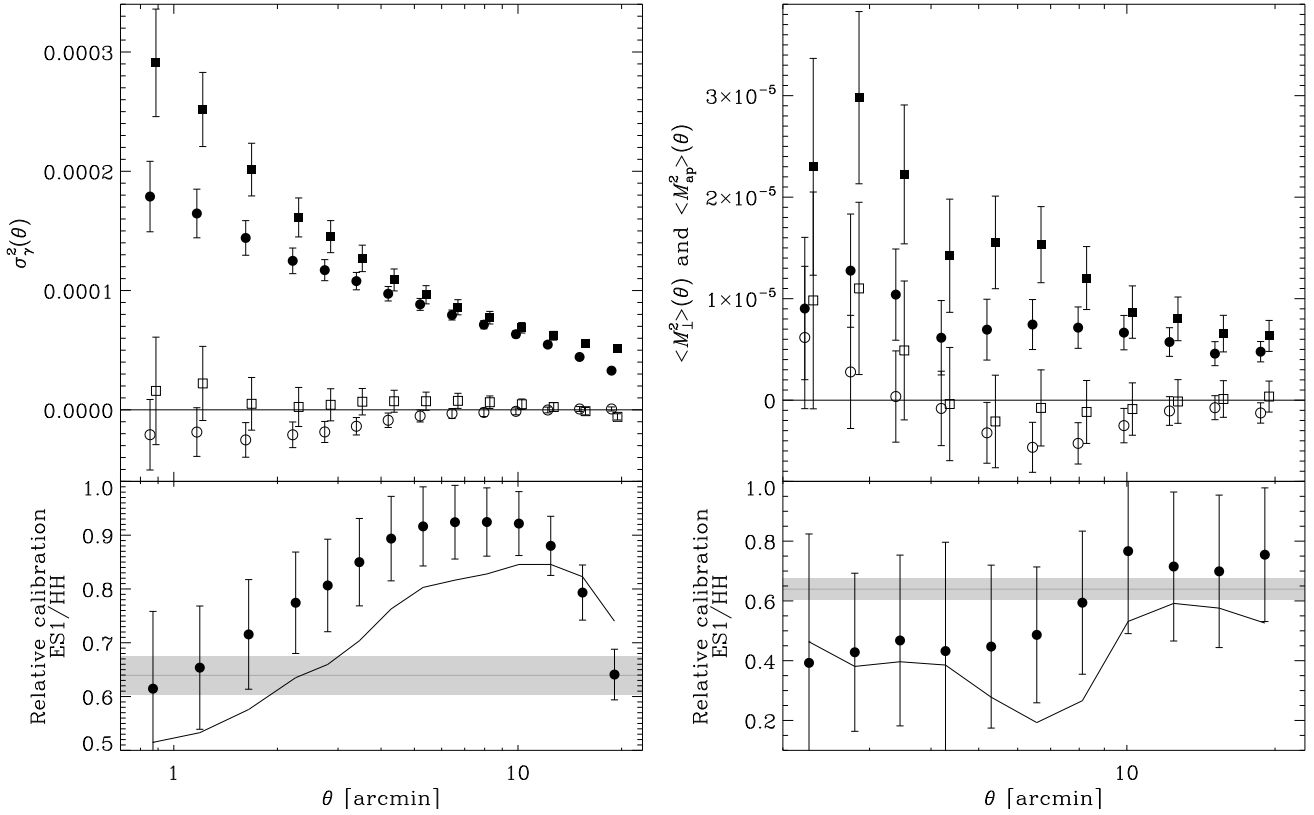 0.0003
0.0002
0.0001
0.0000
σ²γ(θ)
1.0
0.9
0.8
0.7
0.6
0.5
Relative calibration
ES1/HH
1
10
θ [arcmin]
3×10⁻⁵
2×10⁻⁵
1×10⁻⁵
0
<M²⊥>(θ) and <M²ap>(θ)
1.0
0.8
0.6
0.4
0.2
Relative calibration
ES1/HH
10
θ [arcmin]